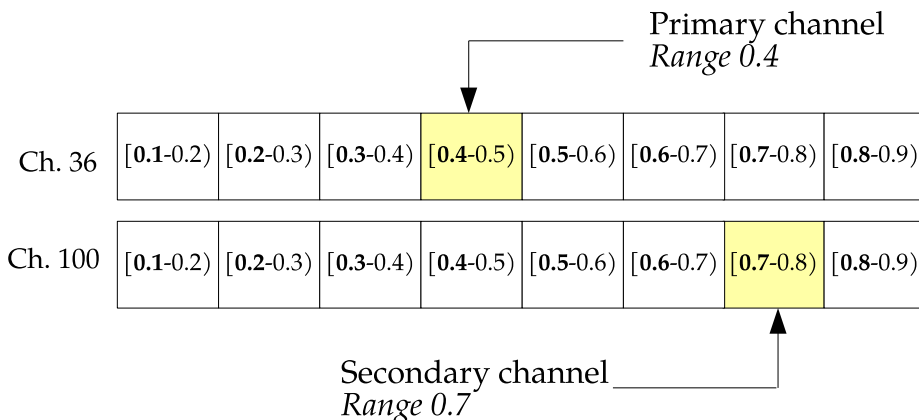 Primary channel
Range 0.4
Ch. 36 [0.1-0.2) [0.2-0.3) [0.3-0.4) [0.4-0.5) [0.5-0.6) [0.6-0.7) [0.7-0.8) [0.8-0.9)
Ch. 100 [0.1-0.2) [0.2-0.3) [0.3-0.4) [0.4-0.5) [0.5-0.6) [0.6-0.7) [0.7-0.8) [0.8-0.9)
Secondary channel
Range 0.7